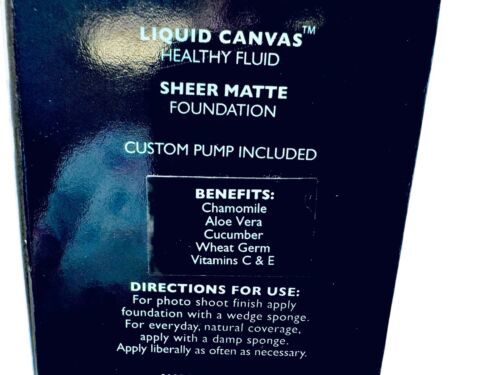 LIQUID CANVAS™
HEALTHY FLUID
SHEER MATTE
FOUNDATION
CUSTOM PUMP INCLUDED
BENEFITS:
Chamomile
Aloe Vera
Cucumber
Wheat Germ
Vitamins C & E
DIRECTIONS FOR USE:
For photo shoot finish apply
foundation with a wedge sponge.
For everyday, natural coverage,
apply with a damp sponge.
Apply liberally as often as necessary.